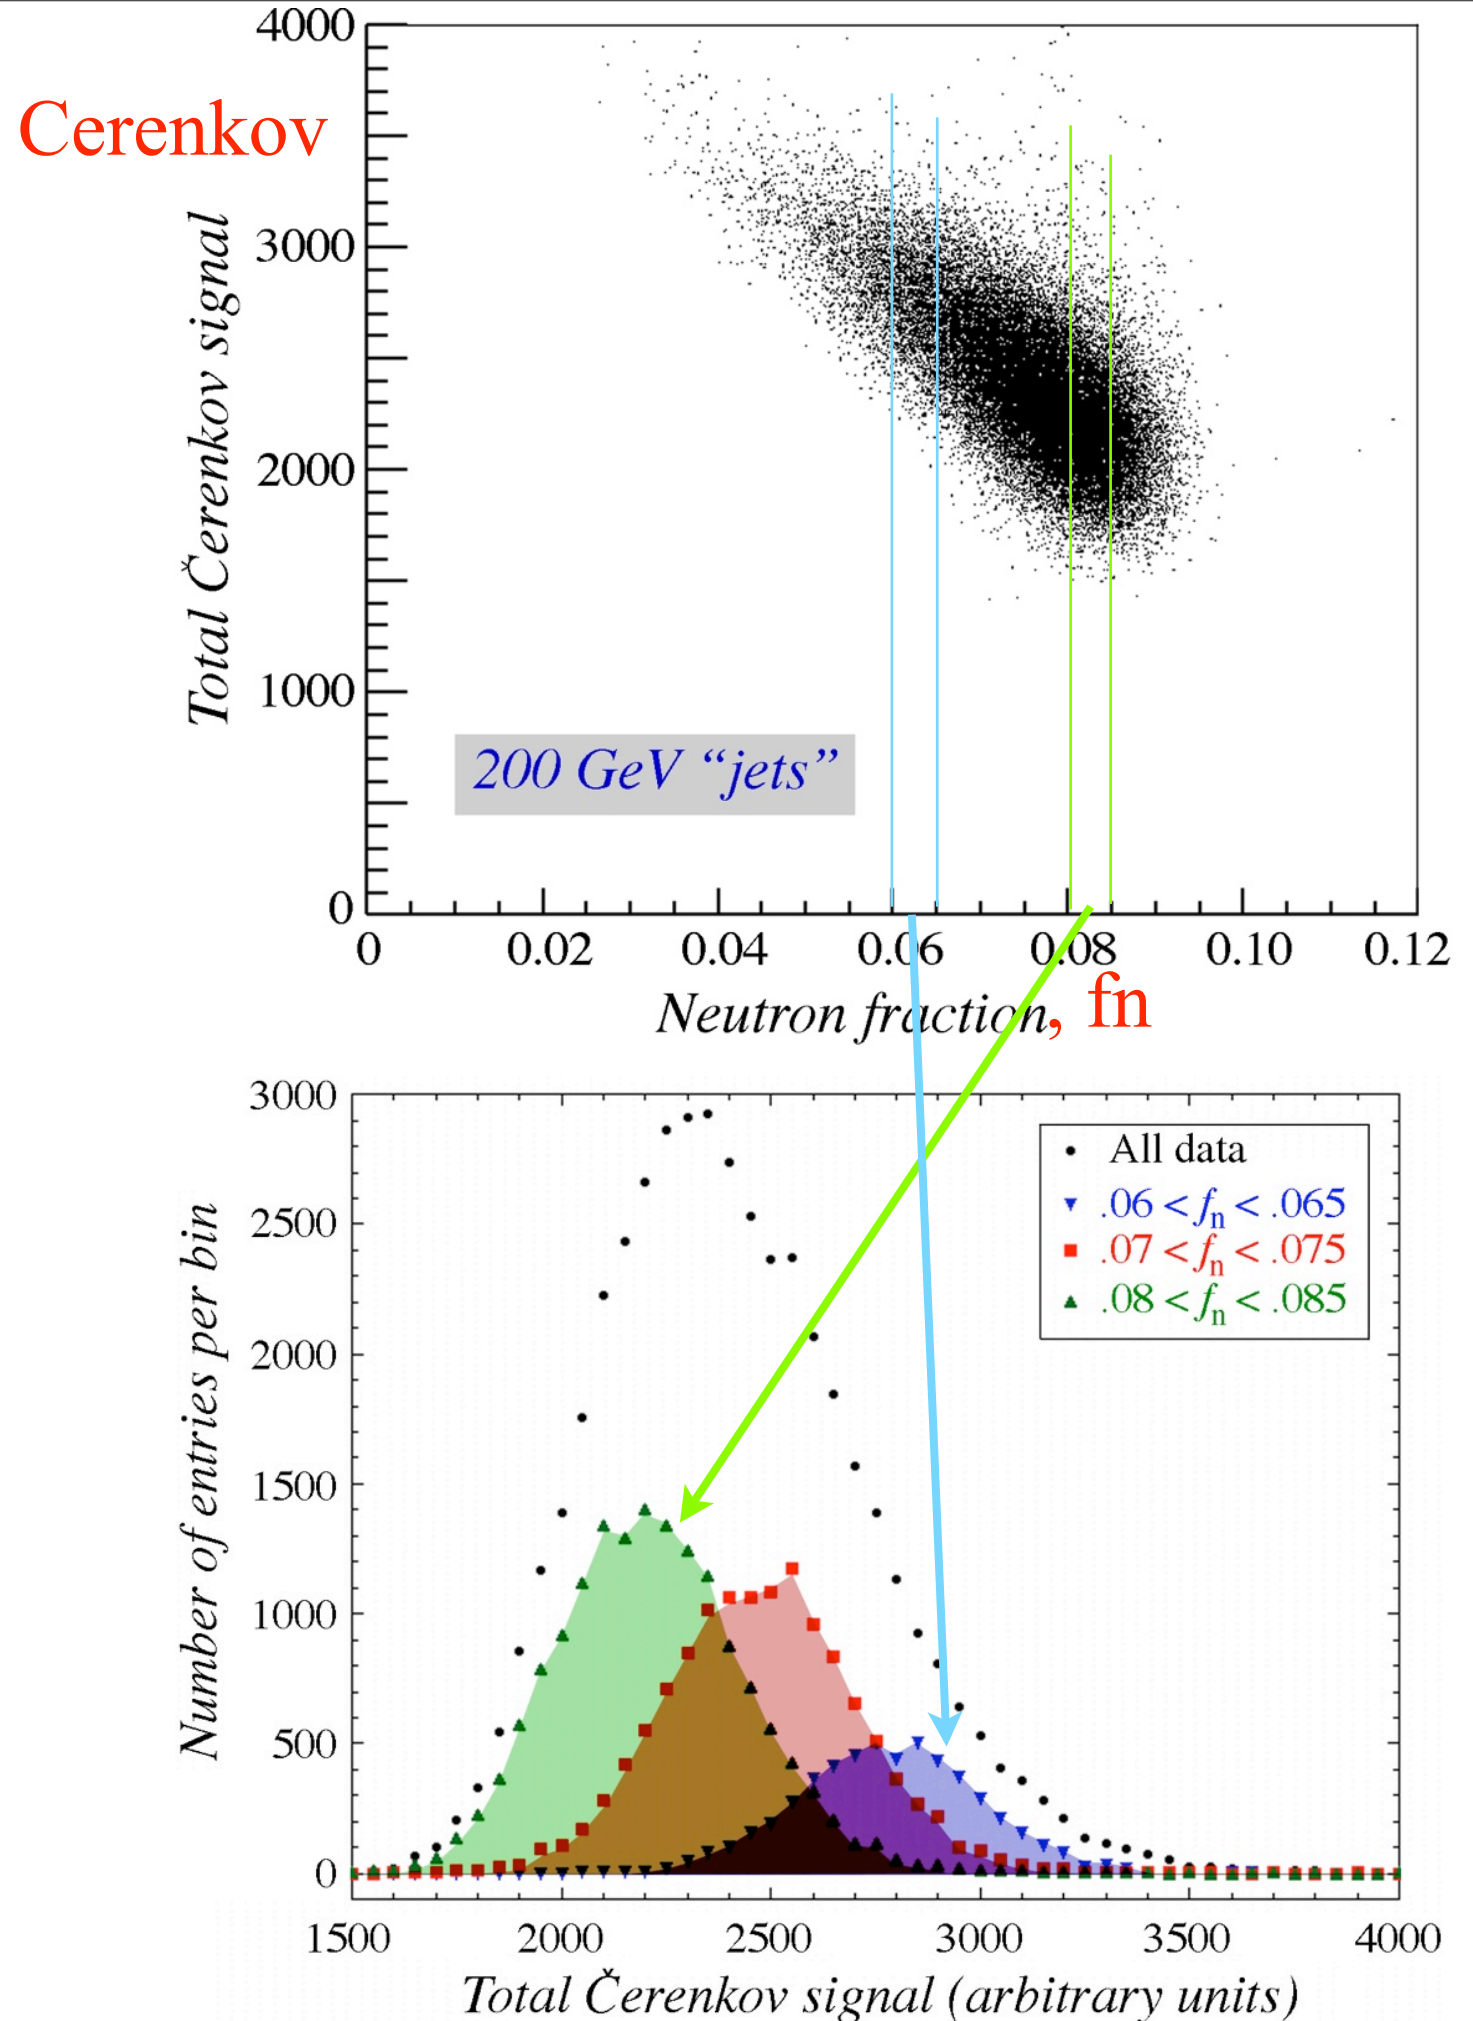 4000
Cerenkov
3000
2000
1000
0
Total Čerenkov signal
200 GeV “jets”
0 0.02 0.04 0.06 0.08 0.10 0.12
Neutron fraction, fn
3000
2500
2000
1500
1000
500
0
Number of entries per bin
All data
.06 < fn < .065
.07 < fn < .075
.08 < fn < .085
1500 2000 2500 3000 3500 4000
Total Čerenkov signal (arbitrary units)